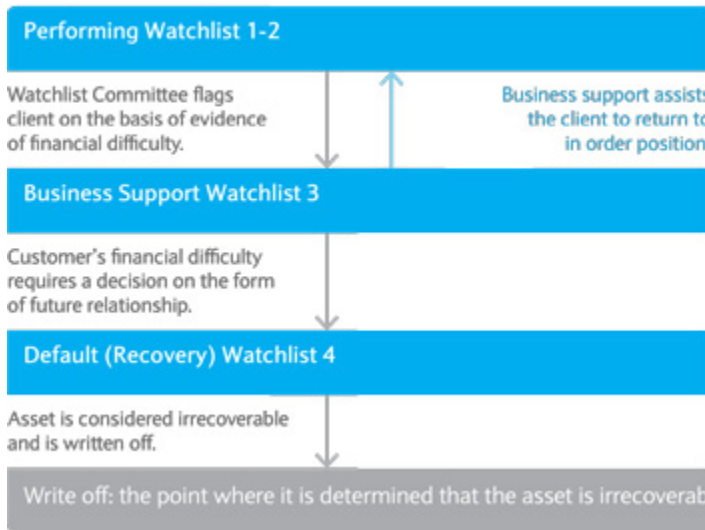 Performing Watchlist 1-2
Watchlist Committee flags
client on the basis of evidence
of financial difficulty.
Business support assists
the client to return to
in order position
Business Support Watchlist 3
Customer's financial difficulty
requires a decision on the form
of future relationship.
Default (Recovery) Watchlist 4
Asset is considered irrecoverable
and is written off.
Write off: the point where it is determined that the asset is